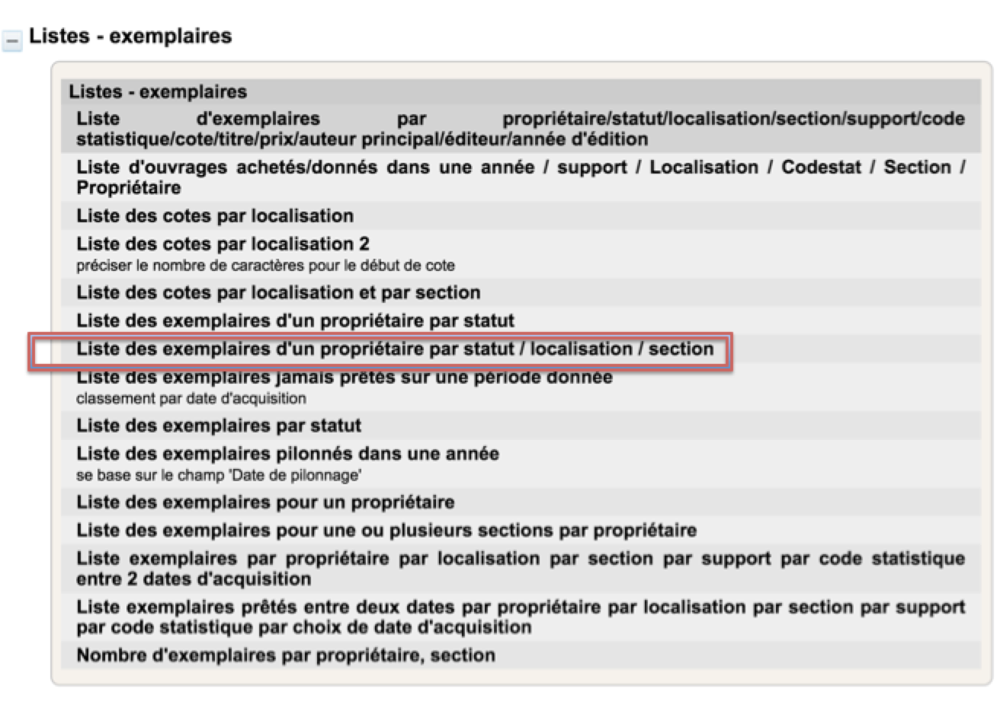 Listes - exemplaires
Listes - exemplaires
Liste d'exemplaires par propriétaire/statut/localisation/section/support/code
statistique/cote/titre/prix/auteur principal/éditeur/année d'édition
Liste d'ouvrages achetés/donnés dans une année / support / Localisation / Codestat / Section /
Propriétaire
Liste des cotes par localisation
Liste des cotes par localisation 2
préciser le nombre de caractères pour le début de cote
Liste des cotes par localisation et par section
Liste des exemplaires d'un propriétaire par statut
Liste des exemplaires d'un propriétaire par statut / localisation / section
Liste des exemplaires jamais prêtés sur une période donnée
classement par date d'acquisition
Liste des exemplaires par statut
Liste des exemplaires pilonnés dans une année
se base sur le champ 'Date de pilonnage'
Liste des exemplaires pour un propriétaire
Liste des exemplaires pour une ou plusieurs sections par propriétaire
Liste exemplaires par propriétaire par localisation par section par support par code statistique
entre 2 dates d'acquisition
Liste exemplaires prêtés entre deux dates par propriétaire par localisation par section par support
par code statistique par choix de date d'acquisition
Nombre d'exemplaires par propriétaire, section